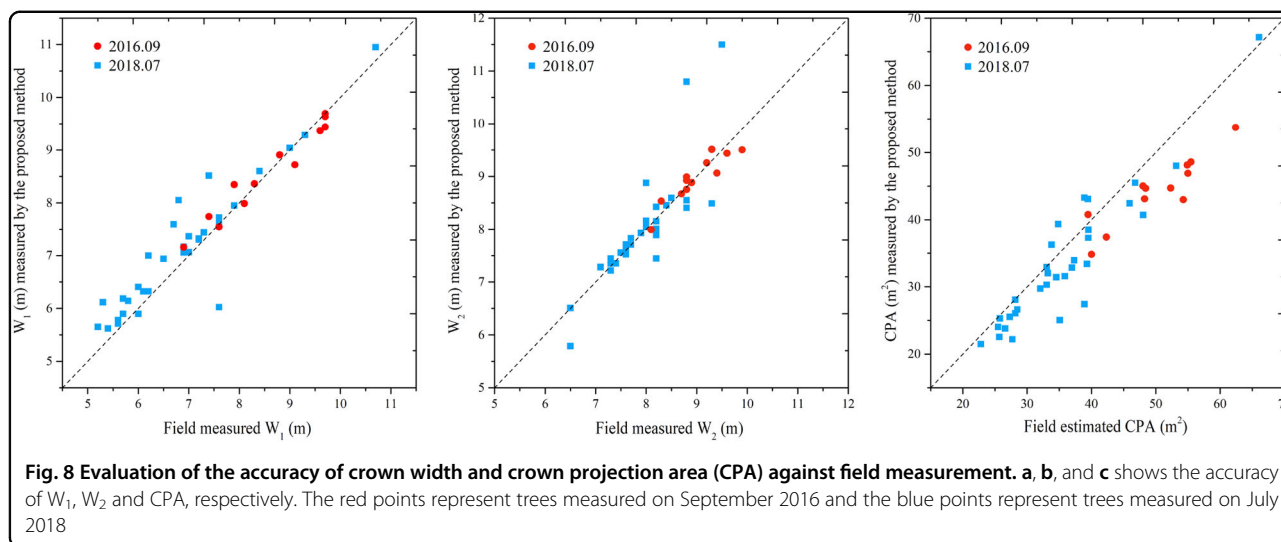 11
10
9
8
7
6
5
W₁ (m) measured by the proposed method
2016.09
2018.07
5 6 7 8 9 10 11
Field measured W₁ (m)
12
11
10
9
8
7
6
5
W₂ (m) measured by the proposed method
2016.09
2018.07
5 6 7 8 9 10 11 12
Field measured W₂ (m)
70
60
50
40
30
20
CPA (m²) measured by the proposed method
2016.09
2018.07
20 30 40 50 60 70
Field estimated CPA (m²)
Fig. 8 Evaluation of the accuracy of crown width and crown projection area (CPA) against field measurement. a, b, and c shows the accuracy
of W₁, W₂ and CPA, respectively. The red points represent trees measured on September 2016 and the blue points represent trees measured on July
2018